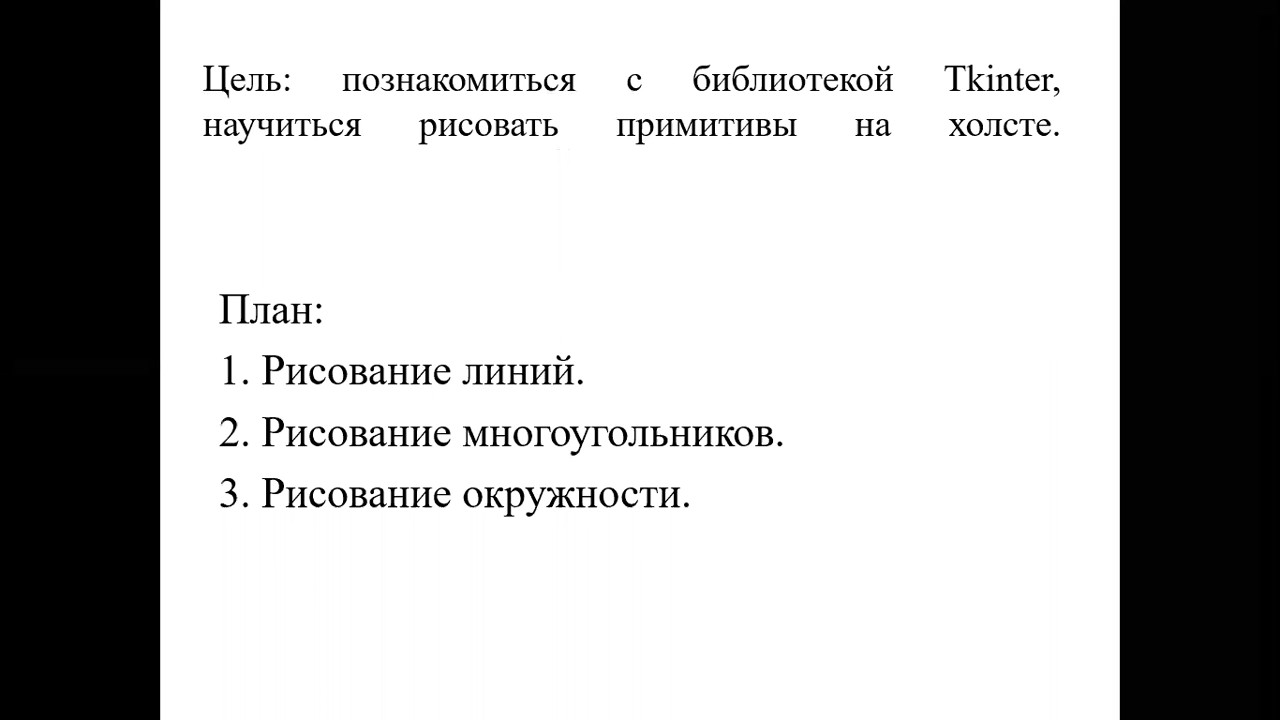 Цель: познакомиться с библиотекой Tkinter,
научиться рисовать примитивы на холсте.
План:
1. Рисование линий.
2. Рисование многоугольников.
3. Рисование окружности.